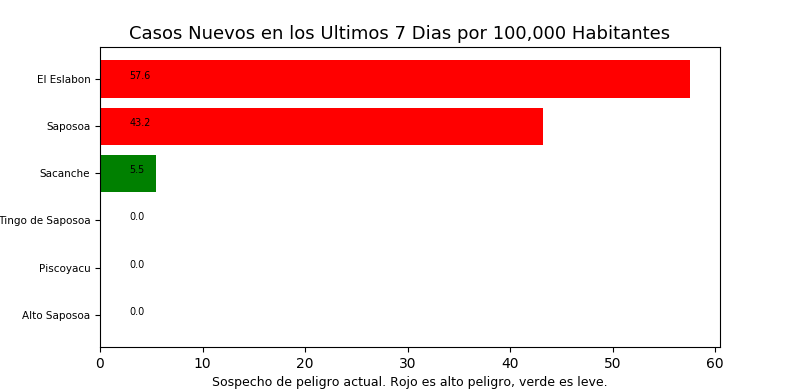 Casos Nuevos en los Ultimos 7 Dias por 100,000 Habitantes
El Eslabon 57.6
Saposoa 43.2
Sacanche 5.5
Tingo de Saposoa 0.0
Piscoyacu 0.0
Alto Saposoa 0.0
0 10 20 30 40 50 60
Sospecho de peligro actual. Rojo es alto peligro, verde es leve.